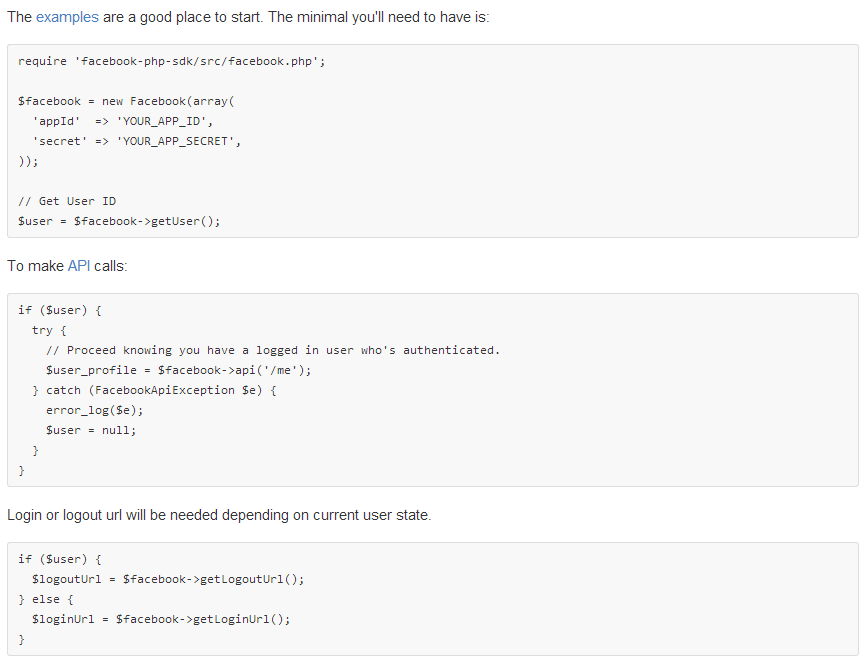 The examples are a good place to start. The minimal you'll need to have is:
require 'facebook-php-sdk/src/facebook.php';
$facebook = new Facebook(array(
  'appId'  => 'YOUR_APP_ID',
  'secret' => 'YOUR_APP_SECRET',
));
// Get User ID
$user = $facebook->getUser();
To make API calls:
if ($user) {
  try {
    // Proceed knowing you have a logged in user who's authenticated.
    $user_profile = $facebook->api('/me');
  } catch (FacebookApiException $e) {
    error_log($e);
    $user = null;
  }
}
Login or logout url will be needed depending on current user state.
if ($user) {
  $logoutUrl = $facebook->getLogoutUrl();
} else {
  $loginUrl = $facebook->getLoginUrl();
}